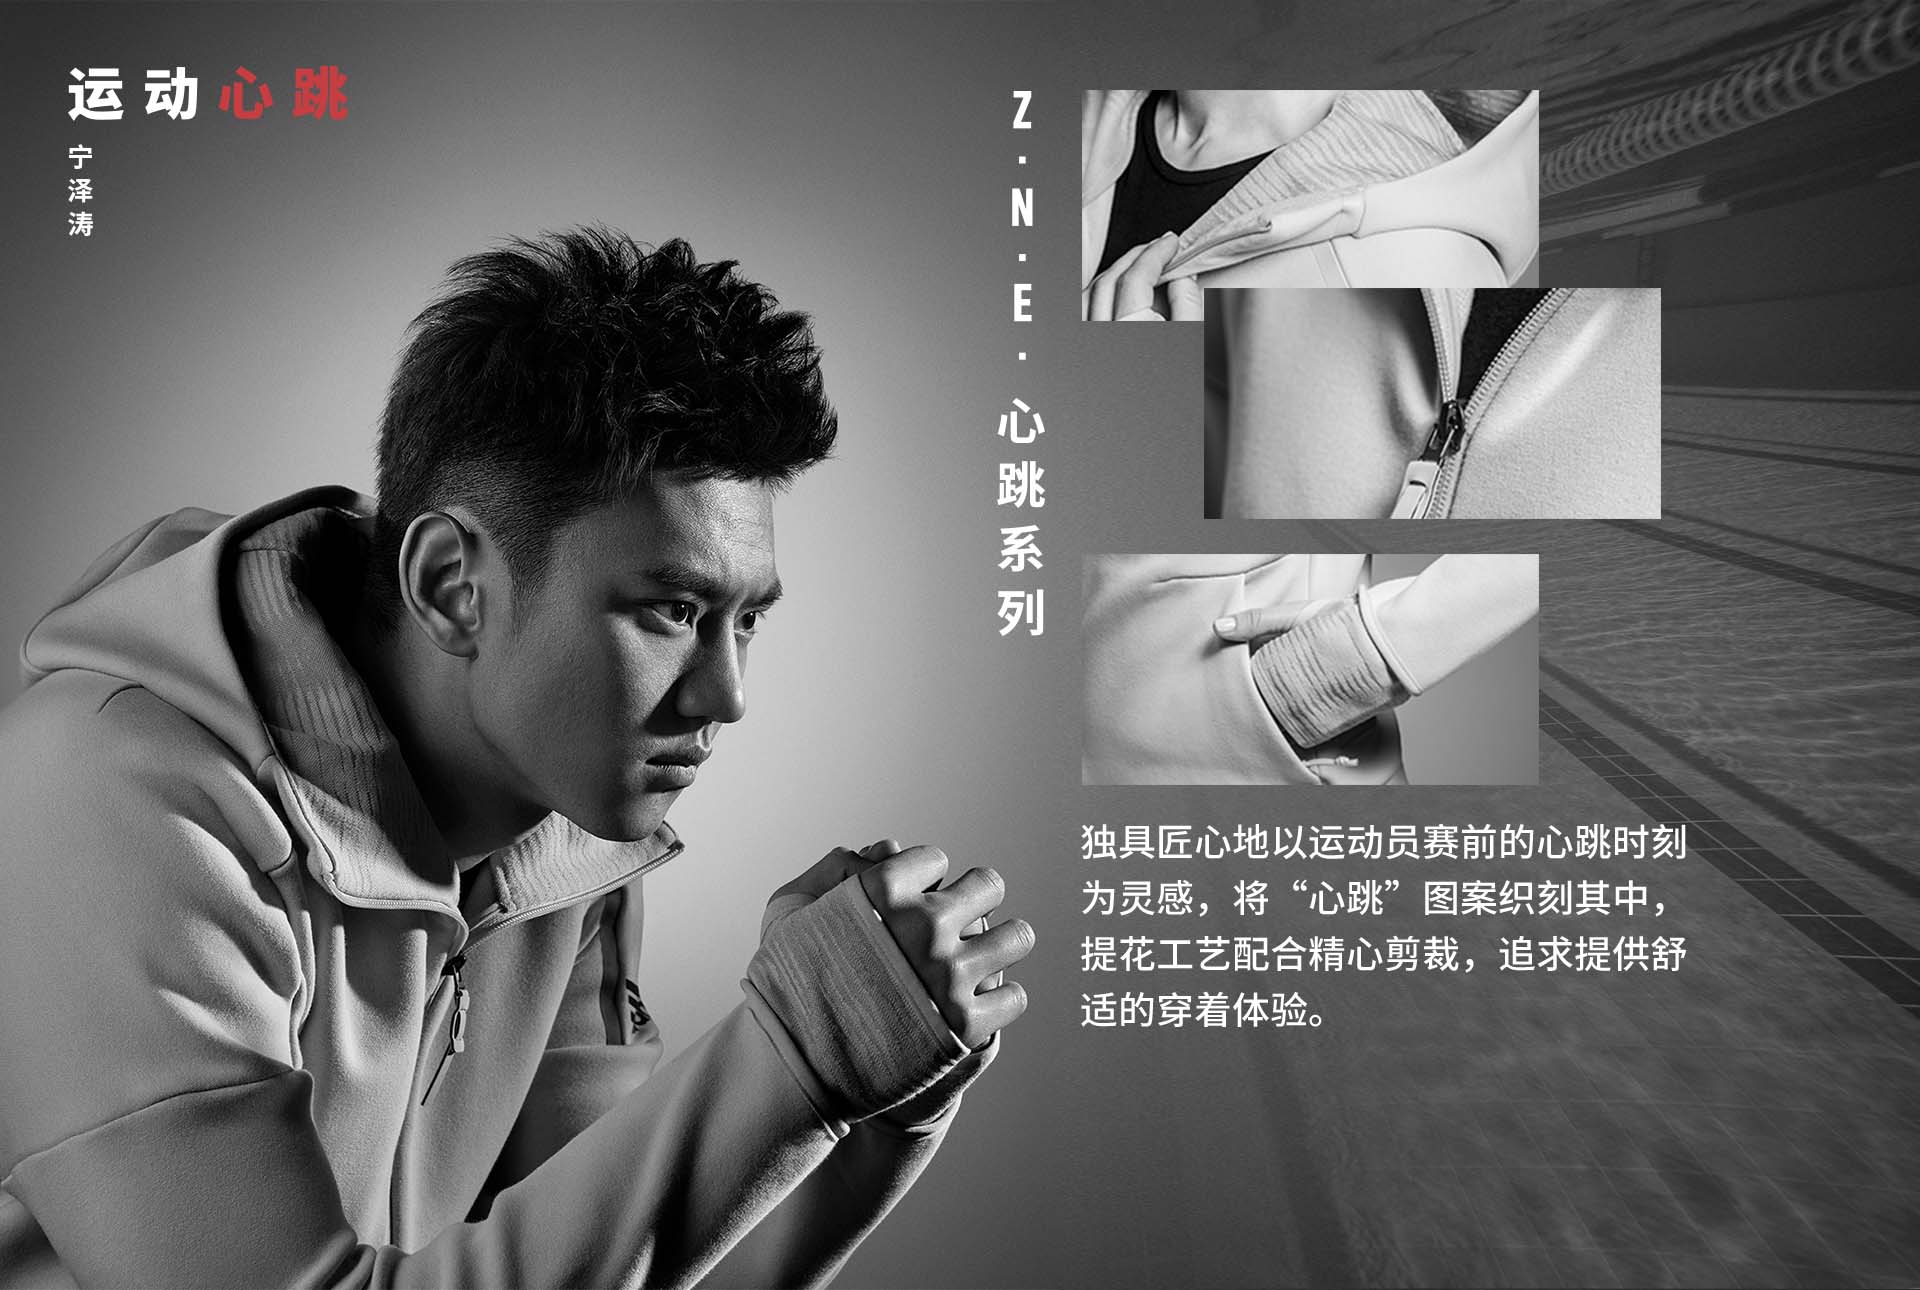 运动心跳
宁泽涛
Z·N·E·心跳系列
独具匠心地以运动员赛前的心跳时刻
为灵感，将“心跳”图案织刻其中，
提花工艺配合精心剪裁，追求提供舒
适的穿着体验。